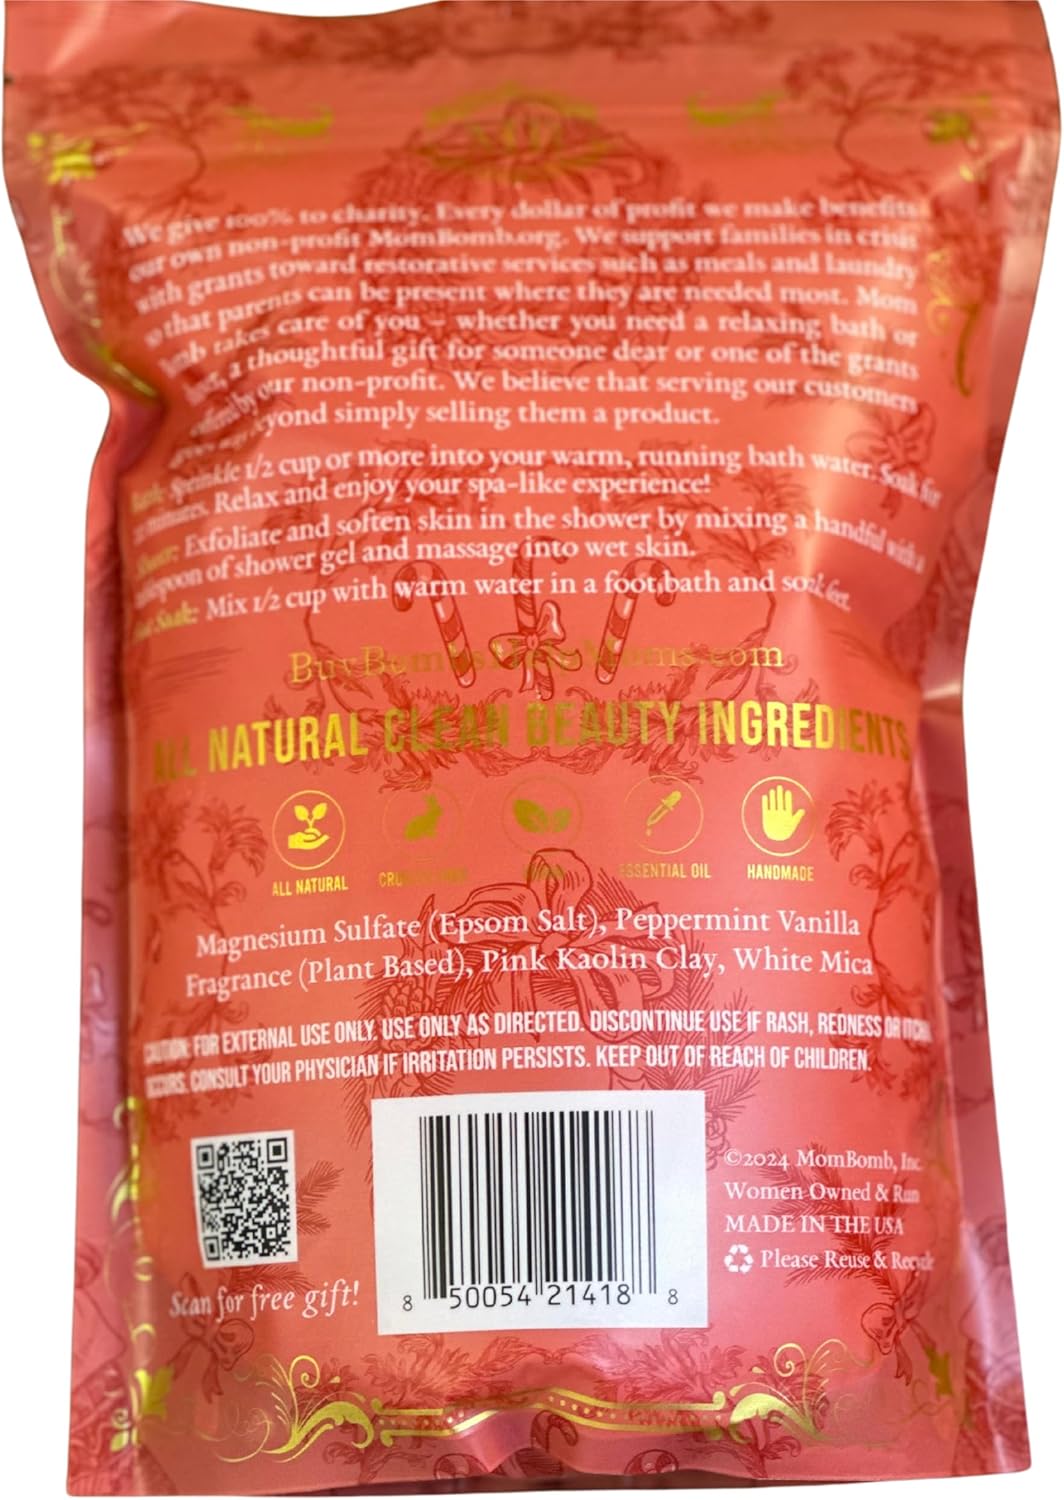 We give 100% to charity. Every dollar of profit we make benefits
our own non-profit MomBomb.org. We support families in crisis
with grants toward restorative services such as meals and laundry
so that parents can be present where they are needed most. Mom
Bomb takes care of you – whether you need a relaxing bath or
a thoughtful gift for someone dear or one of the grants
offered by our non-profit. We believe that serving our customers
goes way beyond simply selling them a product.
Bath: Sprinkle 1/2 cup or more into your warm, running bath water. Soak for
minutes. Relax and enjoy your spa-like experience!
Shower: Exfoliate and soften skin in the shower by mixing a handful with a
of shower gel and massage into wet skin.
Foot Soak: Mix 1/2 cup with warm water in a foot bath and soak feet.
BuyBombsHelpMoms.com
ALL NATURAL CLEAN BEAUTY INGREDIENTS
ALL NATURAL CRUELTY FREE VEGAN ESSENTIAL OIL HANDMADE
Magnesium Sulfate (Epsom Salt), Peppermint Vanilla
Fragrance (Plant Based), Pink Kaolin Clay, White Mica
CAUTION: FOR EXTERNAL USE ONLY. USE ONLY AS DIRECTED. DISCONTINUE USE IF RASH, REDNESS OR ITCHING
OCCURS. CONSULT YOUR PHYSICIAN IF IRRITATION PERSISTS. KEEP OUT OF REACH OF CHILDREN.
Scan for free gift!
8 50054 21418 8
©2024 MomBomb, Inc.
Women Owned & Run
MADE IN THE USA
Please Reuse & Recycle